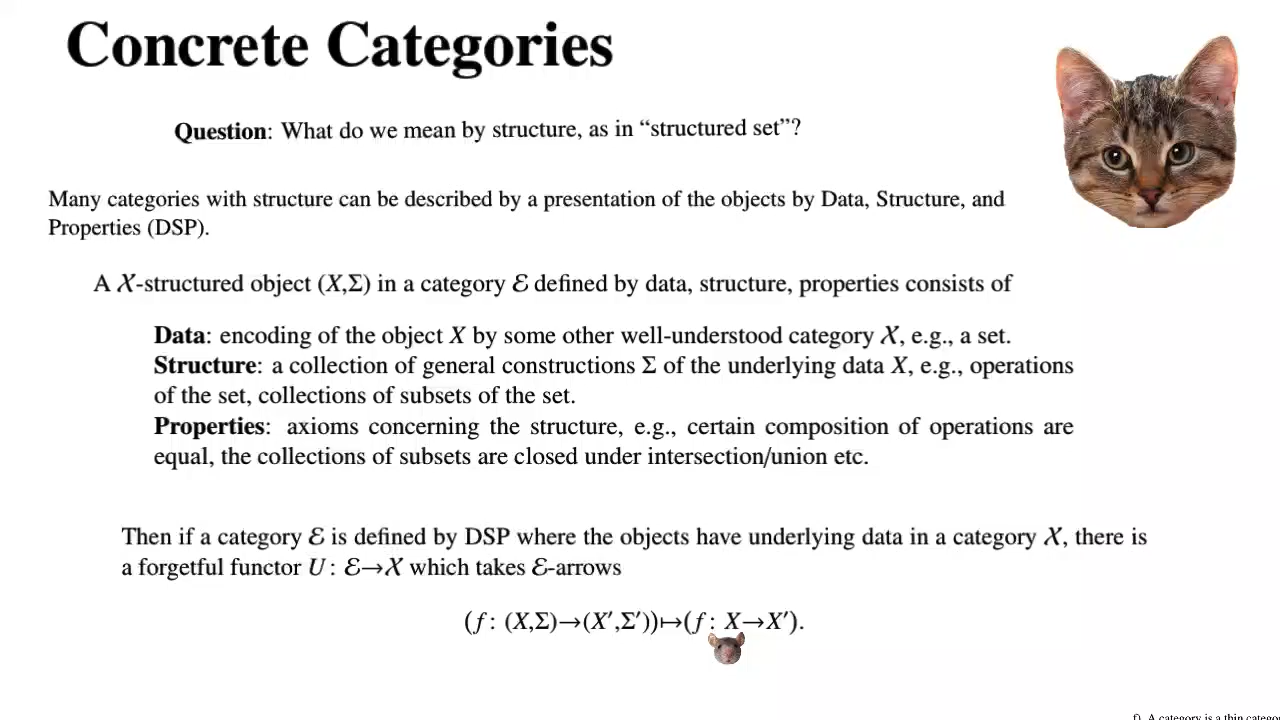 Concrete Categories
Question: What do we mean by structure, as in “structured set”?
Many categories with structure can be described by a presentation of the objects by Data, Structure, and
Properties (DSP).
A 𝒳-structured object (X,Σ) in a category ℰ defined by data, structure, properties consists of
Data: encoding of the object X by some other well-understood category 𝒳, e.g., a set.
Structure: a collection of general constructions Σ of the underlying data X, e.g., operations
of the set, collections of subsets of the set.
Properties: axioms concerning the structure, e.g., certain composition of operations are
equal, the collections of subsets are closed under intersection/union etc.
Then if a category ℰ is defined by DSP where the objects have underlying data in a category 𝒳, there is
a forgetful functor U: ℰ→𝒳 which takes ℰ-arrows
(f: (X,Σ)→(X′,Σ′))↦(f: X→X′).
f) A category is a thin categor